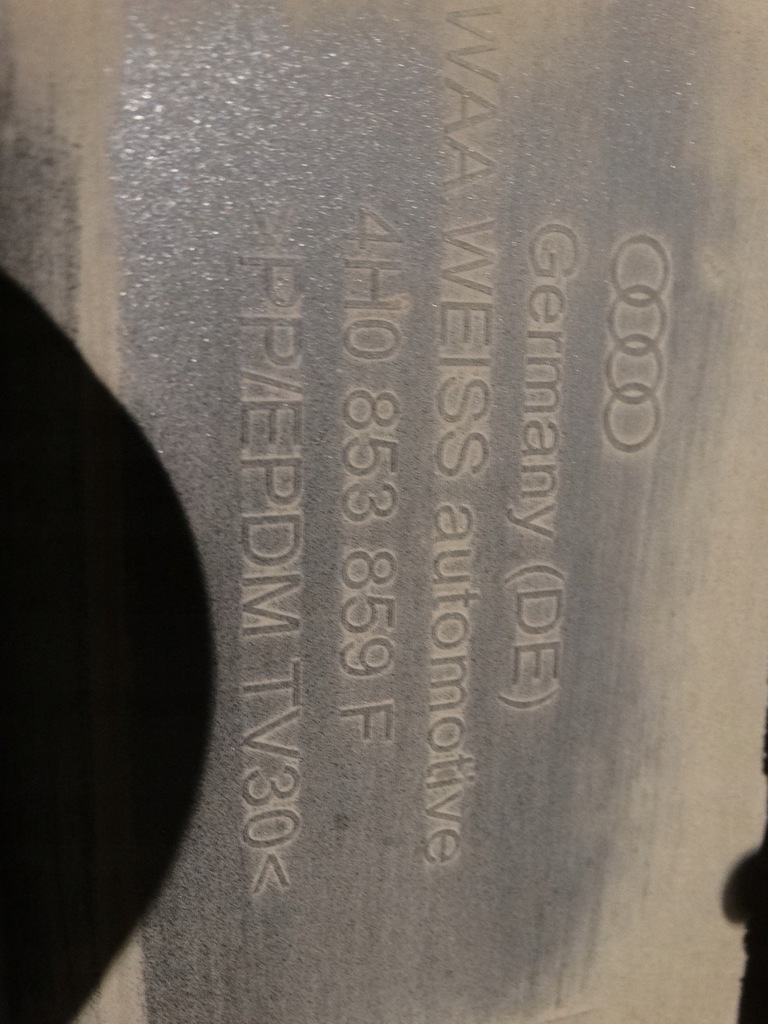 Germany (DE)
WAA WEISS automotive
4H0 853 859 F
>PP/EPDM TV30<